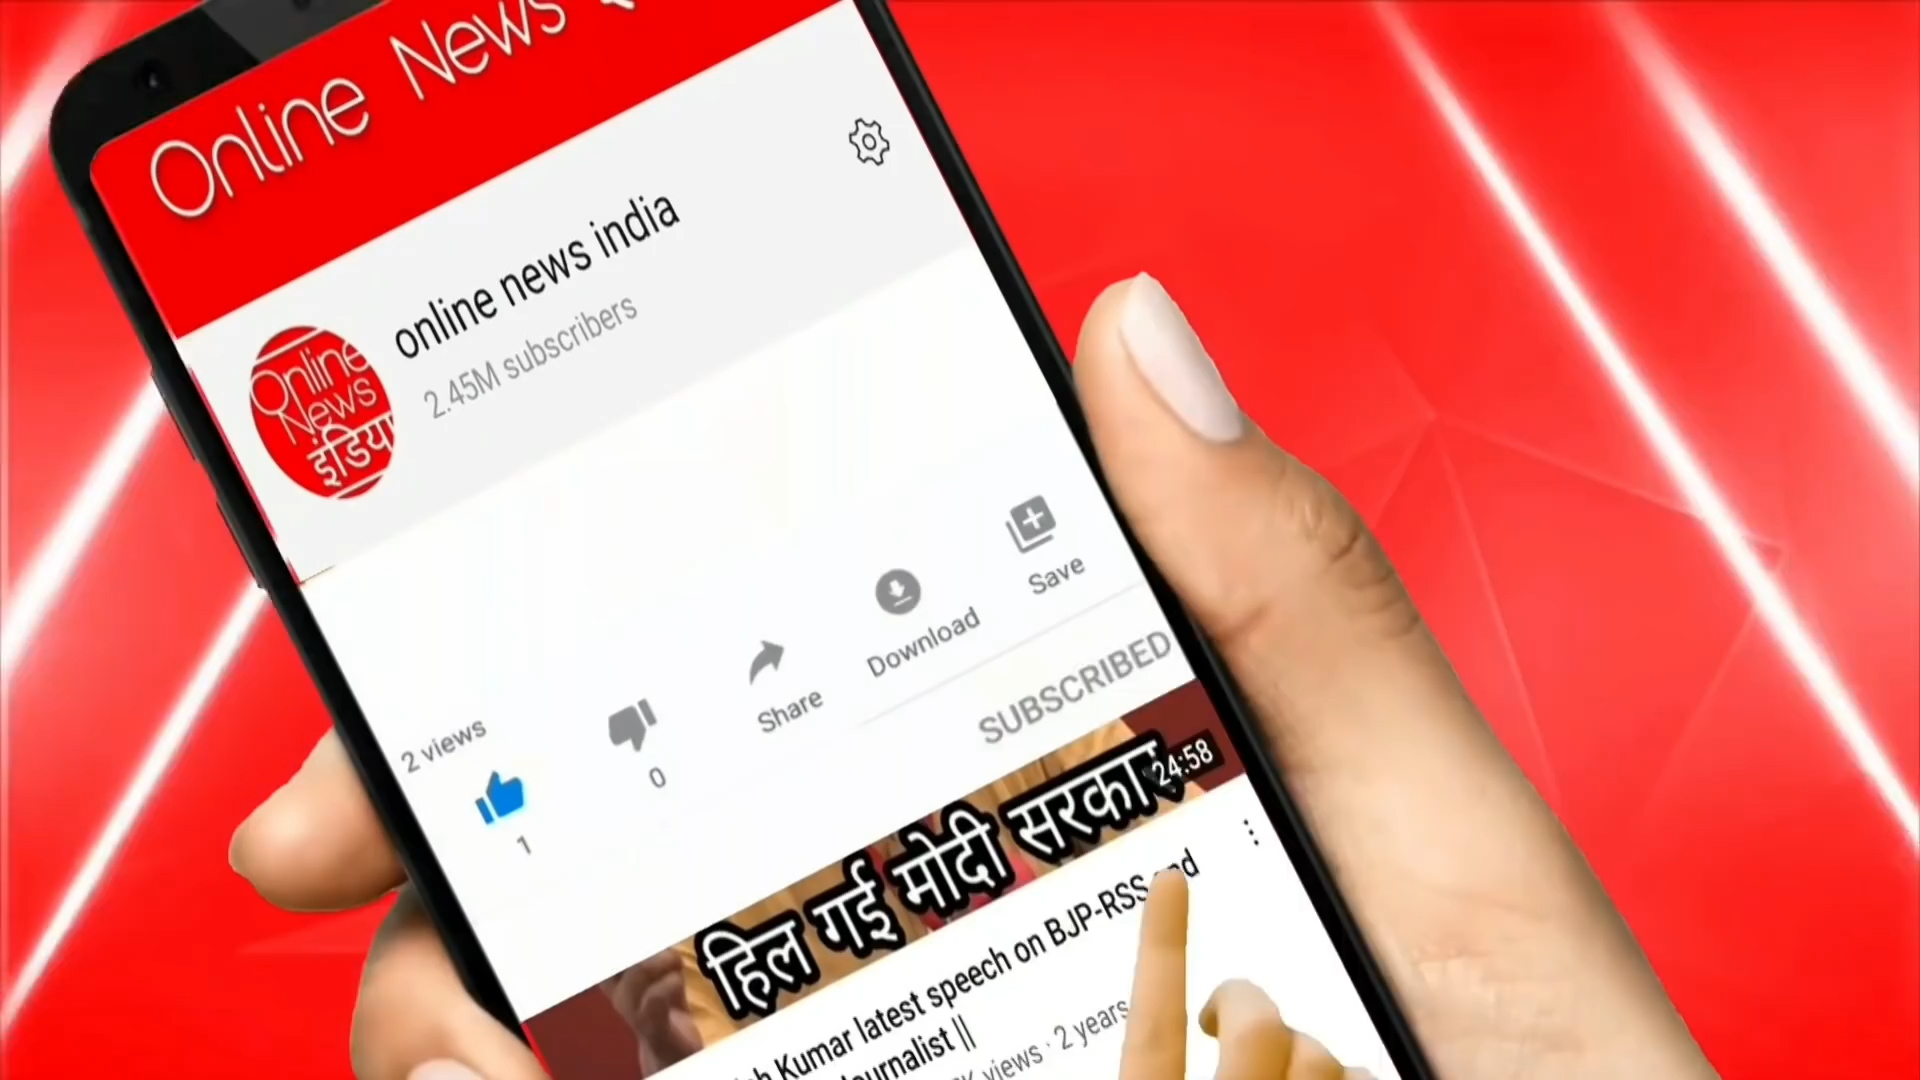 Online News
online news india
2.45M subscribers
Online
News
इंडिया
2 views
1
0
Share
Download
Save
SUBSCRIBED
हिल गई मोदी सरकार
24:58
Kumar latest speech on BJP-RSS and
views · 2 years